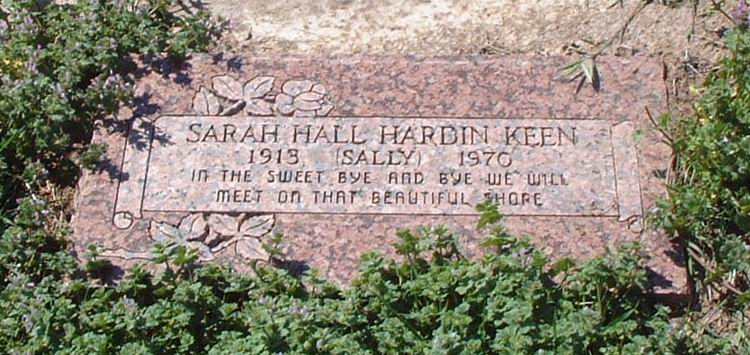 SARAH HALL HARDIN KEEN
1913 (SALLY) 1970
IN THE SWEET BYE AND BYE WE WILL
MEET ON THAT BEAUTIFUL SHORE